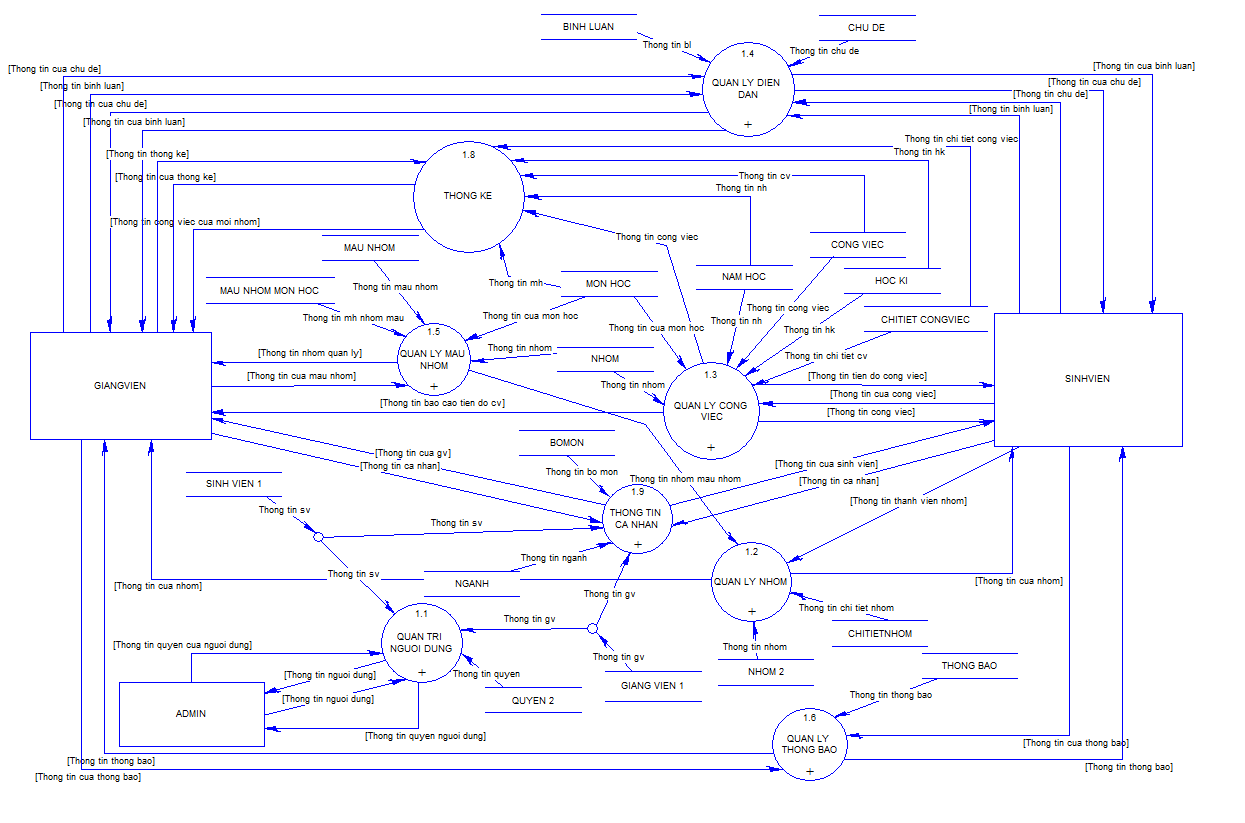 BINH LUAN
CHU DE
Thong tin bl
Thong tin chu de
1.4
QUAN LY DIEN
DAN
+
[Thong tin cua chu de]
[Thong tin binh luan]
[Thong tin cua chu de]
[Thong tin cua binh luan]
[Thong tin cua binh luan]
[Thong tin cua chu de]
[Thong tin chu de]
[Thong tin binh luan]
[Thong tin thong ke]
[Thong tin cua thong ke]
[Thong tin cong viec cua moi nhom]
1.8
THONG KE
Thong tin chi tiet cong viec
Thong tin hk
Thong tin cv
Thong tin nh
Thong tin cong viec
MAU NHOM
CONG VIEC
MAU NHOM MON HOC
Thong tin mau nhom
Thong tin mh
MON HOC
NAM HOC
HOC KI
Thong tin mh nhom mau
Thong tin cua mon hoc
Thong tin cua mon hoc
Thong tin nh
Thong tin cong viec
Thong tin hk
CHITIET CONGVIEC
1.5
QUAN LY MAU
NHOM
+
[Thong tin nhom quan ly]
[Thong tin cua mau nhom]
Thong tin nhom
NHOM
Thong tin nhom
Thong tin chi tiet cv
GIANGVIEN
SINHVIEN
1.3
QUAN LY CONG
VIEC
+
[Thong tin tien do cong viec]
[Thong tin cua cong viec]
[Thong tin cong viec]
[Thong tin bao cao tien do cv]
BOMON
[Thong tin cua gv]
[Thong tin ca nhan]
Thong tin bo mon
Thong tin nhom mau nhom
[Thong tin cua sinh vien]
[Thong tin ca nhan]
[Thong tin thanh vien nhom]
SINH VIEN 1
Thong tin sv
Thong tin sv
1.9
THONG TIN
CA NHAN
+
Thong tin nganh
Thong tin sv
NGANH
[Thong tin cua nhom]
Thong tin gv
1.2
QUAN LY NHOM
+
[Thong tin cua nhom]
Thong tin chi tiet nhom
CHITIETNHOM
1.1
QUAN TRI
NGUOI DUNG
+
Thong tin gv
Thong tin gv
GIANG VIEN 1
Thong tin nhom
NHOM 2
THONG BAO
[Thong tin quyen cua nguoi dung]
[Thong tin nguoi dung]
[Thong tin nguoi dung]
Thong tin quyen
QUYEN 2
Thong tin thong bao
ADMIN
[Thong tin quyen nguoi dung]
1.6
QUAN LY
THONG BAO
+
[Thong tin cua thong bao]
[Thong tin thong bao]
[Thong tin thong bao]
[Thong tin cua thong bao]